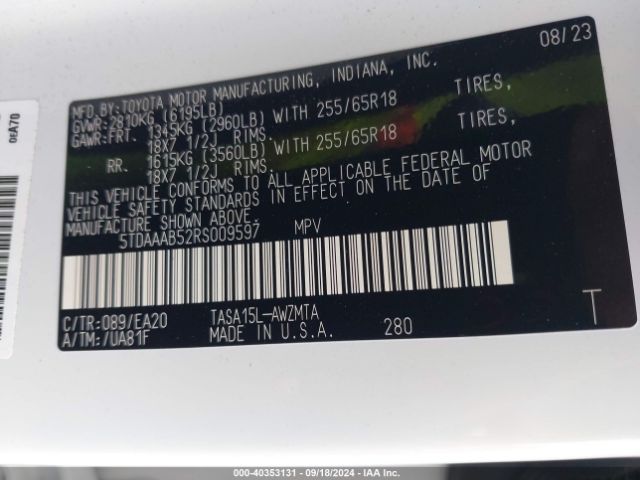 08/23
MFD.BY:TOYOTA MOTOR MANUFACTURING, INDIANA, INC.
GVWR:2810KG (6195LB)
GAWR:FRT. 1345KG (2960LB) WITH 255/65R18 TIRES,
18X7 1/2J RIMS.
RR. 1615KG (3560LB) WITH 255/65R18 TIRES,
18X7 1/2J RIMS.
THIS VEHICLE CONFORMS TO ALL APPLICABLE FEDERAL MOTOR
VEHICLE SAFETY STANDARDS IN EFFECT ON THE DATE OF
MANUFACTURE SHOWN ABOVE.
5TDAAAB52RS009597 MPV
C/TR:089/EA20 TASA15L-AWZMTA
A/TM:/UA81F MADE IN U.S.A. 280
T
000-40353131 - 09/18/2024 - IAA Inc.